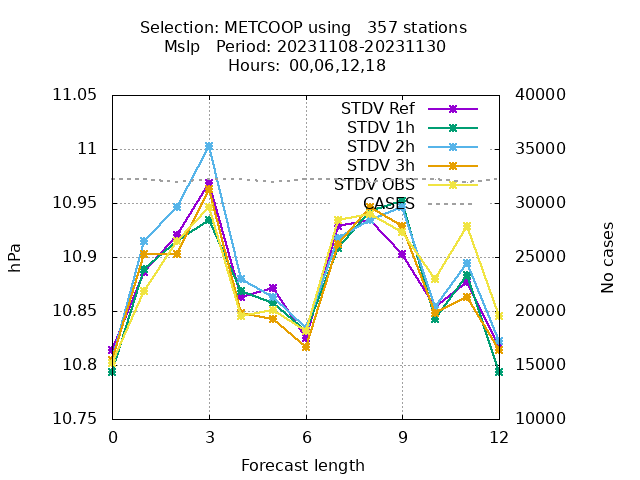 Selection: METCOOP using   357 stations
Mslp   Period: 20231108-20231130
Hours: 00,06,12,18
11.05
11
10.95
10.9
10.85
10.8
10.75
hPa
40000
35000
30000
25000
20000
15000
10000
No cases
STDV Ref
STDV 1h
STDV 2h
STDV 3h
STDV OBS
CASES
0 3 6 9 12
Forecast length